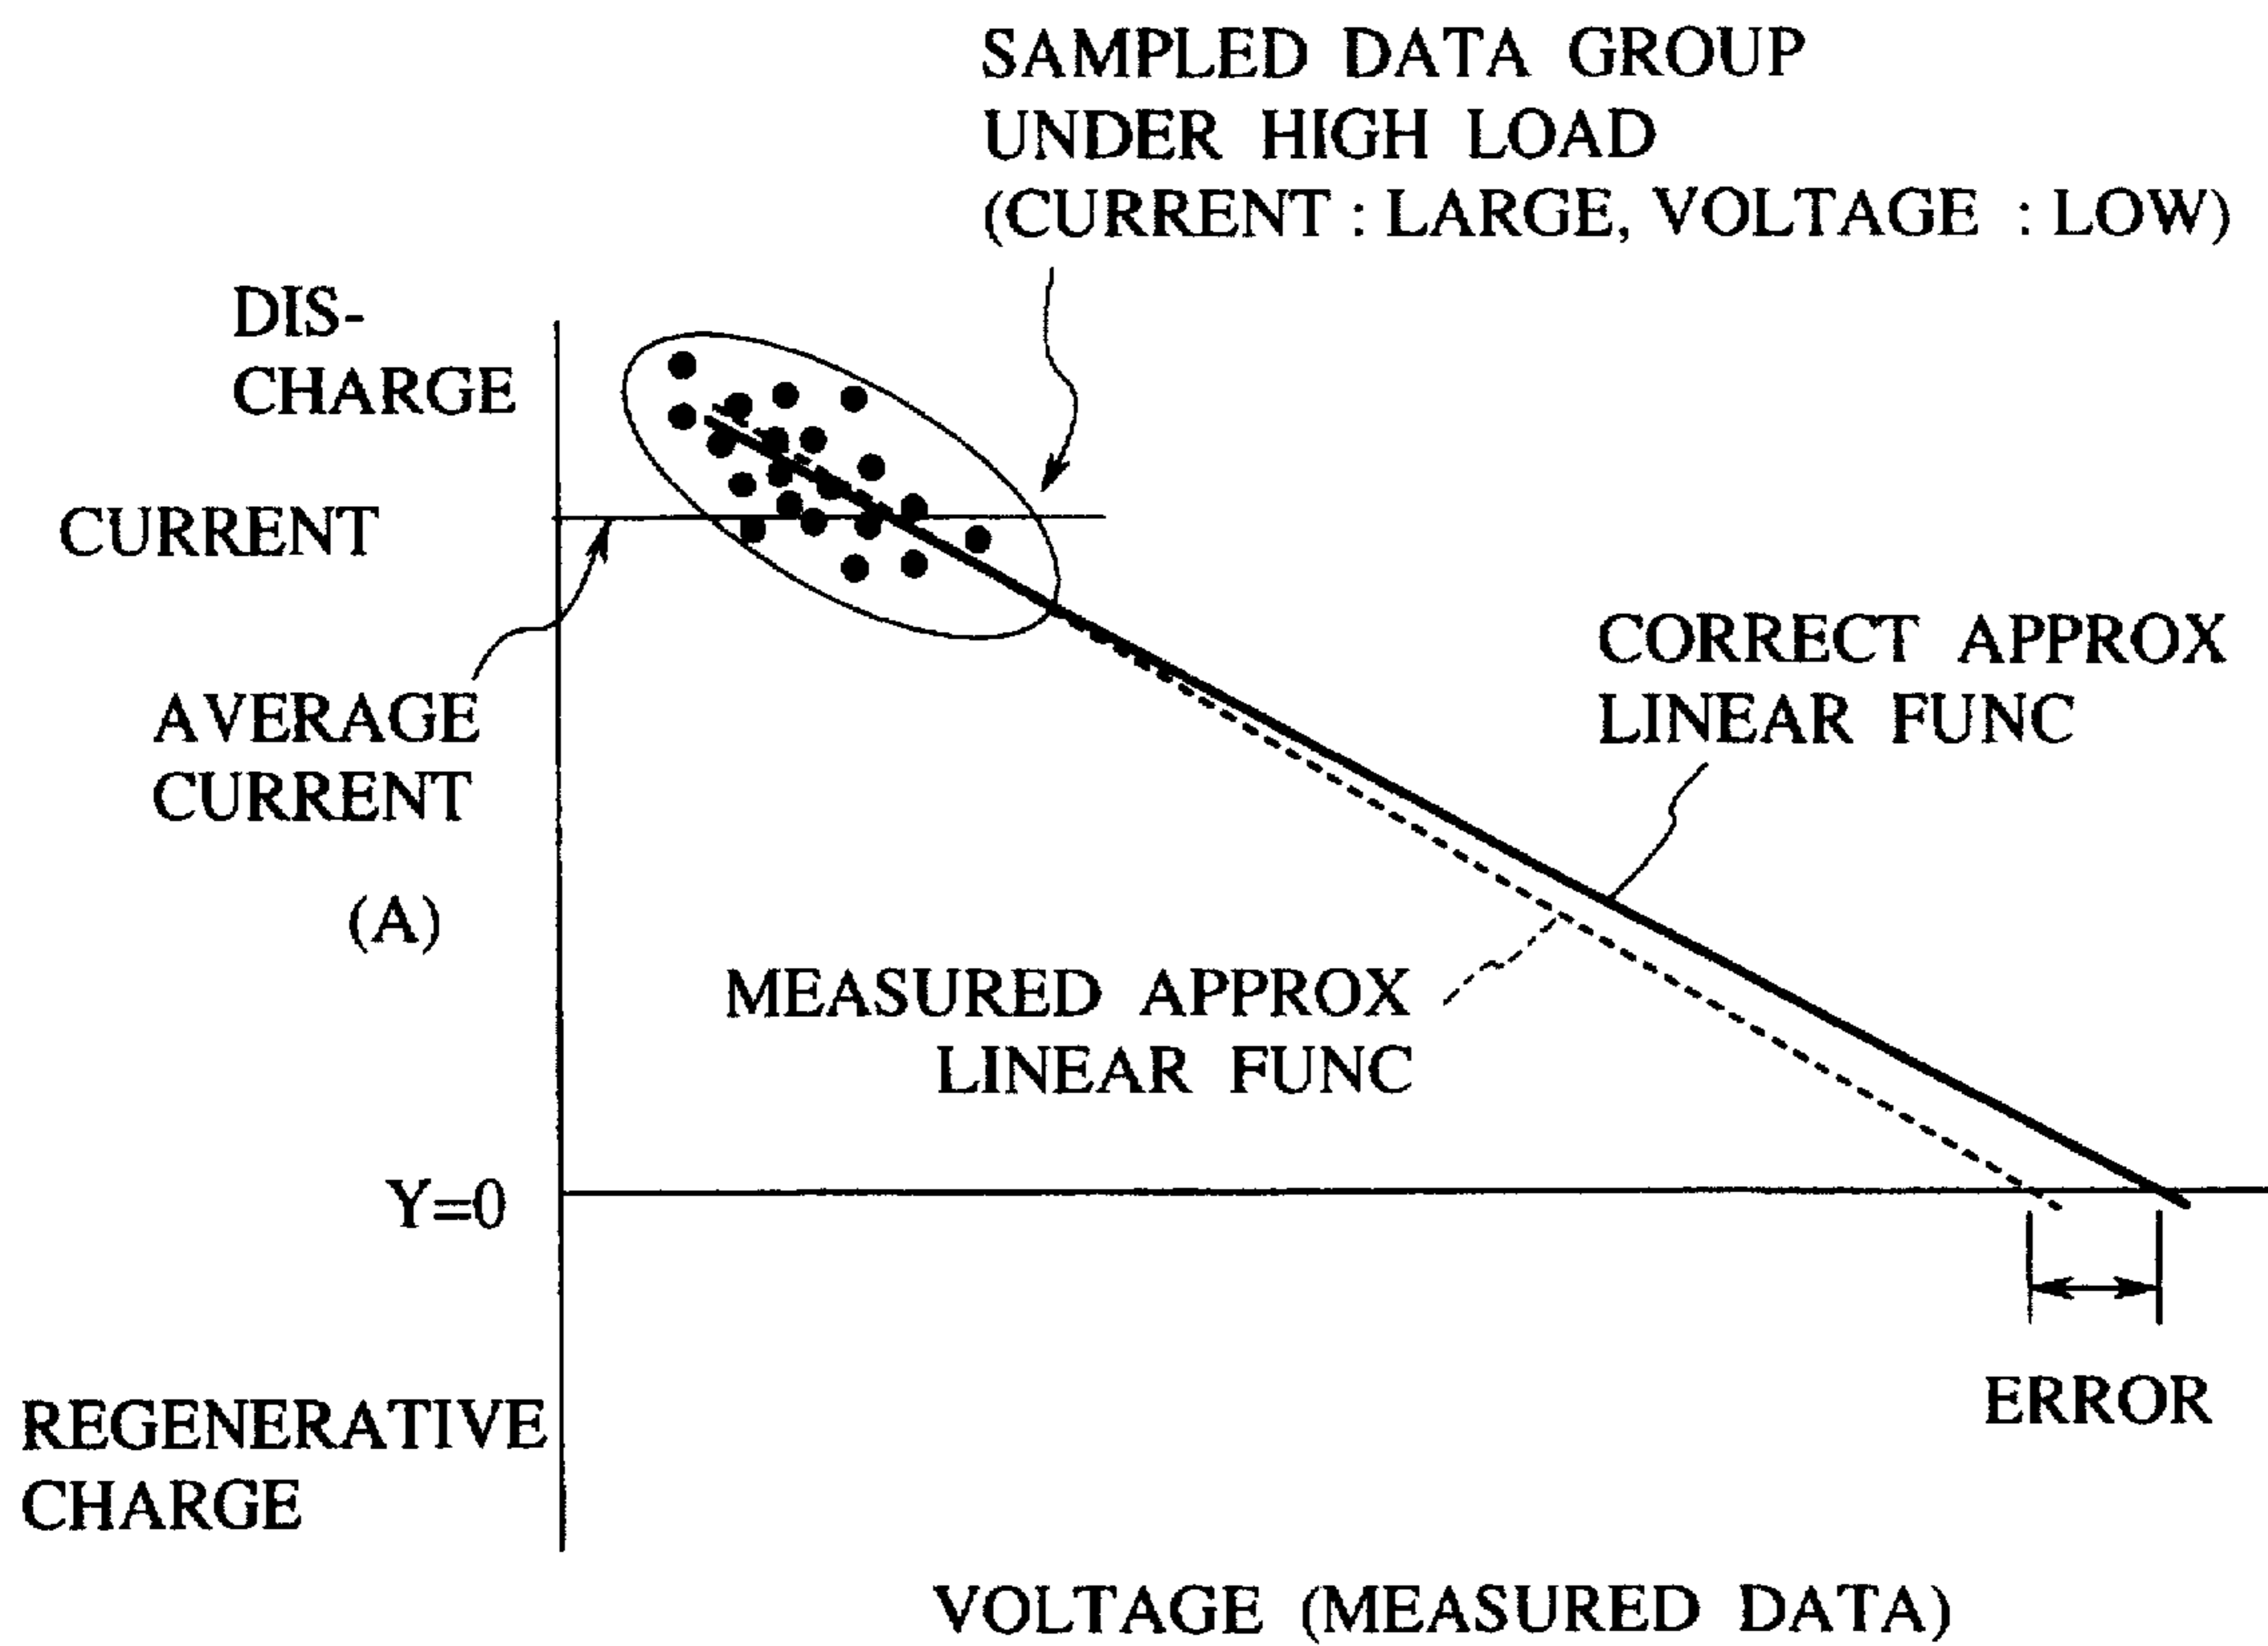 SAMPLED DATA GROUP
UNDER HIGH LOAD
(CURRENT : LARGE, VOLTAGE : LOW)
DIS-
CHARGE
CURRENT
AVERAGE
CURRENT
(A)
CORRECT APPROX
LINEAR FUNC
MEASURED APPROX
LINEAR FUNC
Y=0
ERROR
REGENERATIVE
CHARGE
VOLTAGE (MEASURED DATA)